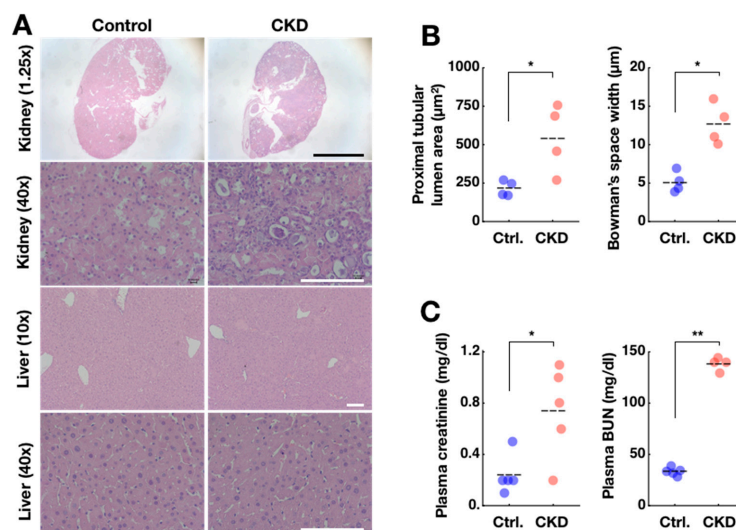 A
Control
CKD
Kidney (1.25x)
Kidney (40x)
Liver (10x)
Liver (40x)
B
Proximal tubular
lumen area (µm²)
1000
750
500
250
0
*
Ctrl.
CKD
Bowman's space width (µm)
20
15
10
5
0
*
Ctrl.
CKD
C
Plasma creatinine (mg/dl)
1.2
0.8
0.4
0.
*
Ctrl.
CKD
Plasma BUN (mg/dl)
150
100
50
0
**
Ctrl.
CKD